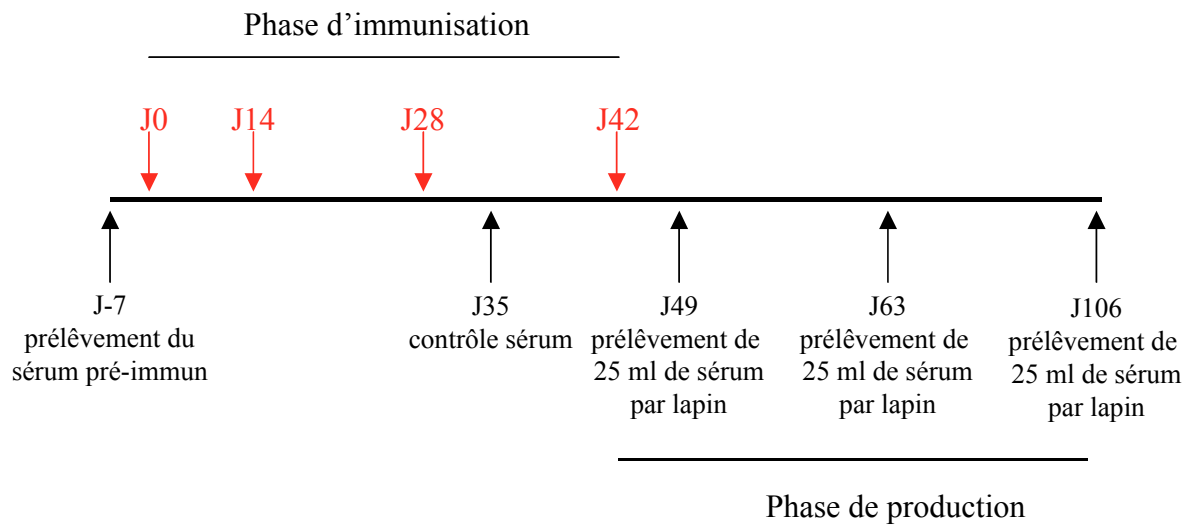 Phase d’immunisation
J0
J14
J28
J42
J-7
prélêvement du
sérum pré-immun
J35
contrôle sérum
J49
prélêvement de
25 ml de sérum
par lapin
J63
prélêvement de
25 ml de sérum
par lapin
J106
prélêvement de
25 ml de sérum
par lapin
Phase de production